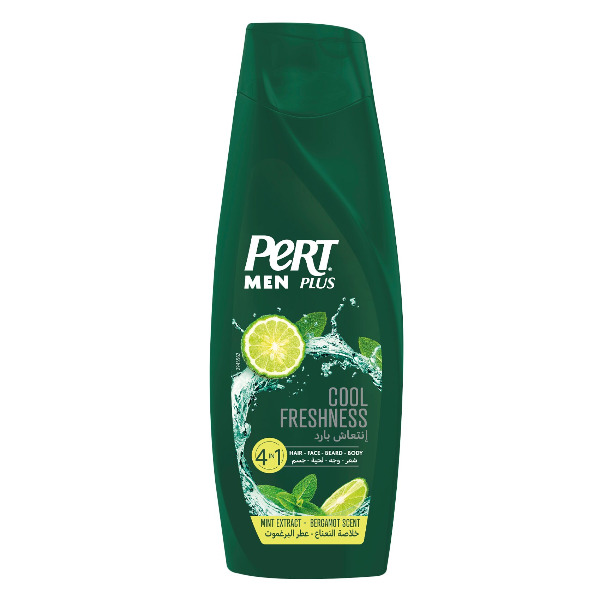 PERT®
MEN PLUS
COOL
FRESHNESS
إنتعاش بارد
4 IN 1
HAIR - FACE - BEARD - BODY
شعر - وجه - لحية - جسم
MINT EXTRACT - BERGAMOT SCENT
خلاصة النعناع - عطر البرغموت